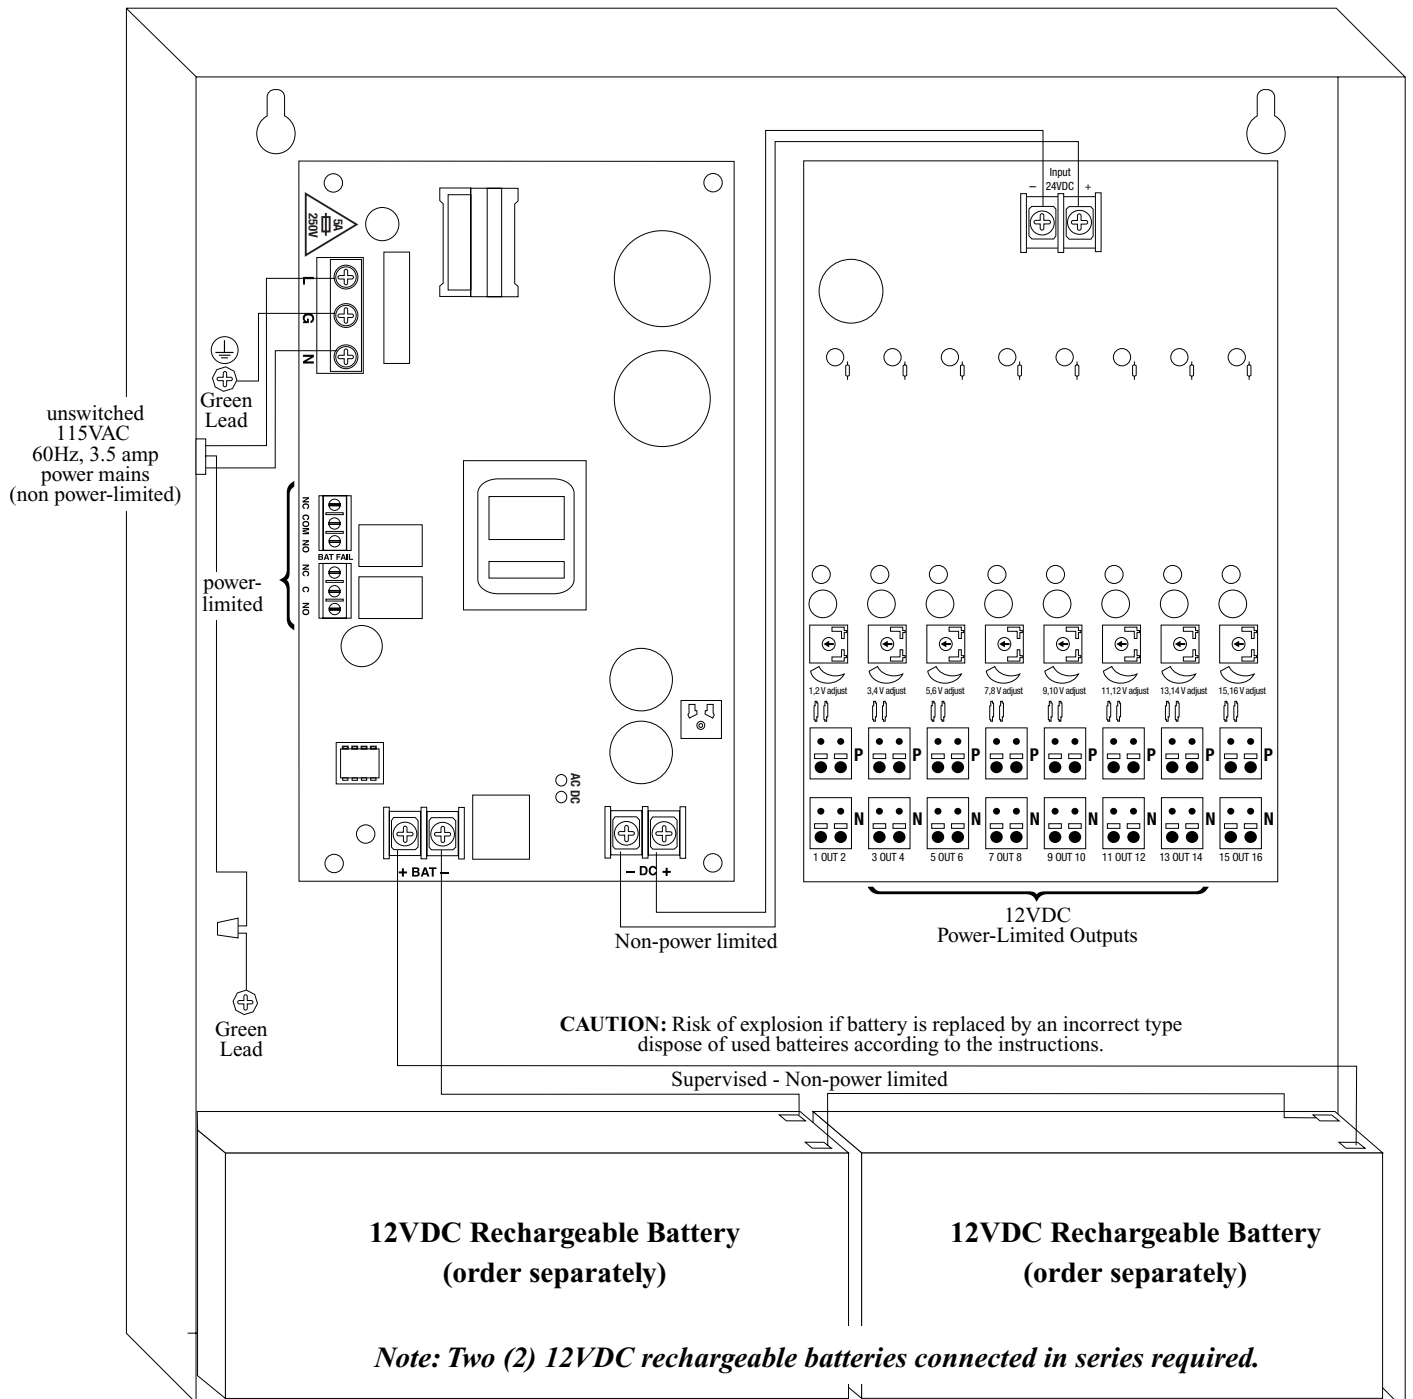 Input
– 24VDC +
5A
250V
L
G
N
Green
Lead
unswitched
115VAC
60Hz, 3.5 amp
power mains
(non power-limited)
NC COM NO
BAT FAIL
NC C NO
power-
limited
1,2 V adjust 3,4 V adjust 5,6 V adjust 7,8 V adjust 9,10 V adjust 11,12 V adjust 13,14 V adjust 15,16 V adjust
P P P P P P P P
AC DC
N N N N N N N N
1 OUT 2 3 OUT 4 5 OUT 6 7 OUT 8 9 OUT 10 11 OUT 12 13 OUT 14 15 OUT 16
+ BAT –
– DC +
12VDC
Power-Limited Outputs
Non-power limited
Green
Lead
CAUTION: Risk of explosion if battery is replaced by an incorrect type
dispose of used batteires according to the instructions.
Supervised - Non-power limited
12VDC Rechargeable Battery
(order separately)
12VDC Rechargeable Battery
(order separately)
Note: Two (2) 12VDC rechargeable batteries connected in series required.